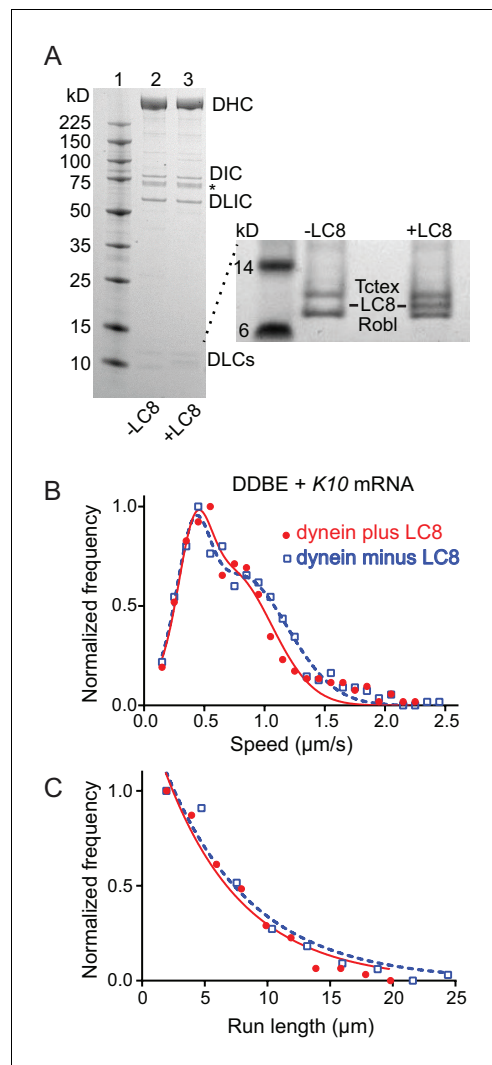 A
kD 1 2 3
225
150
100
75
50
35
25
15
10
DHC
DIC
*
DLIC
DLCs
-LC8
+LC8
kD -LC8 +LC8
14
6
Tctex
LC8
Robl
B
DDBE + K10 mRNA
dynein plus LC8
dynein minus LC8
Normalized frequency
1.0
0.5
0.0
0.0 0.5 1.0 1.5 2.0 2.5
Speed (µm/s)
C
Normalized frequency
1.0
0.5
0.0
0 5 10 15 20 25
Run length (µm)